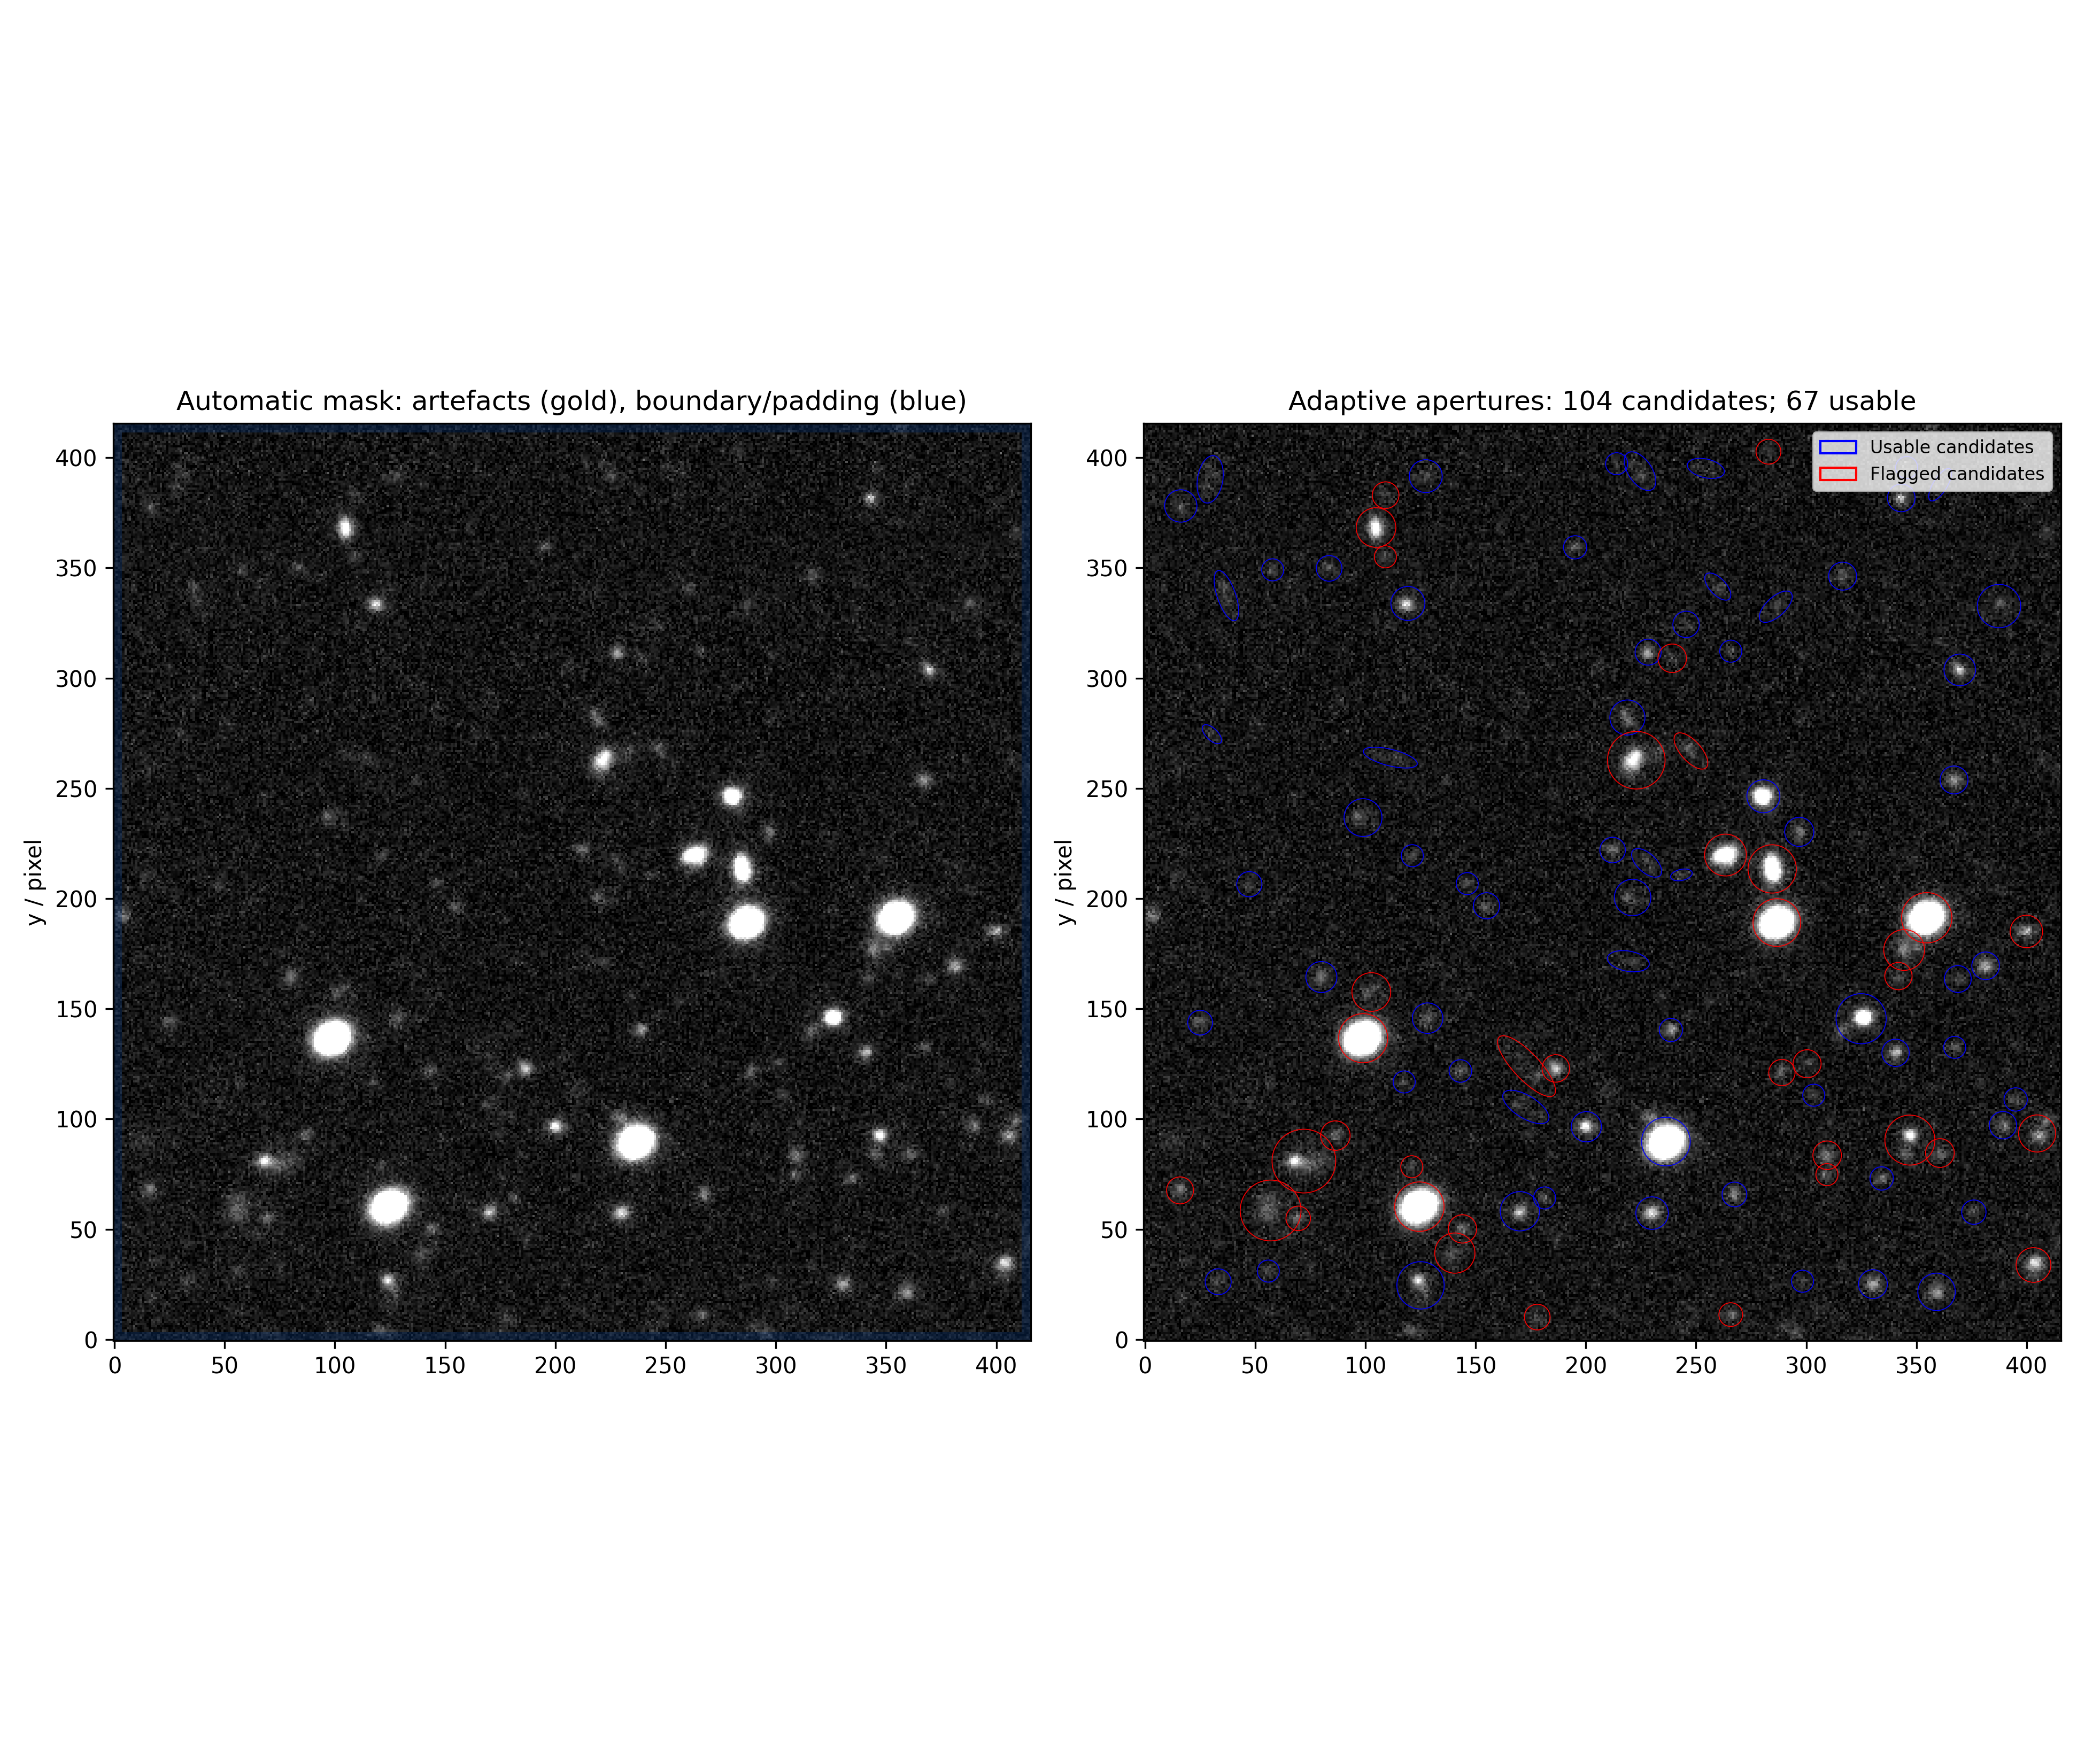 Automatic mask: artefacts (gold), boundary/padding (blue)
y / pixel
400
350
300
250
200
150
100
50
0
0 50 100 150 200 250 300 350 400
Adaptive apertures: 104 candidates; 67 usable
Usable candidates
Flagged candidates
y / pixel
400
350
300
250
200
150
100
50
0
0 50 100 150 200 250 300 350 400